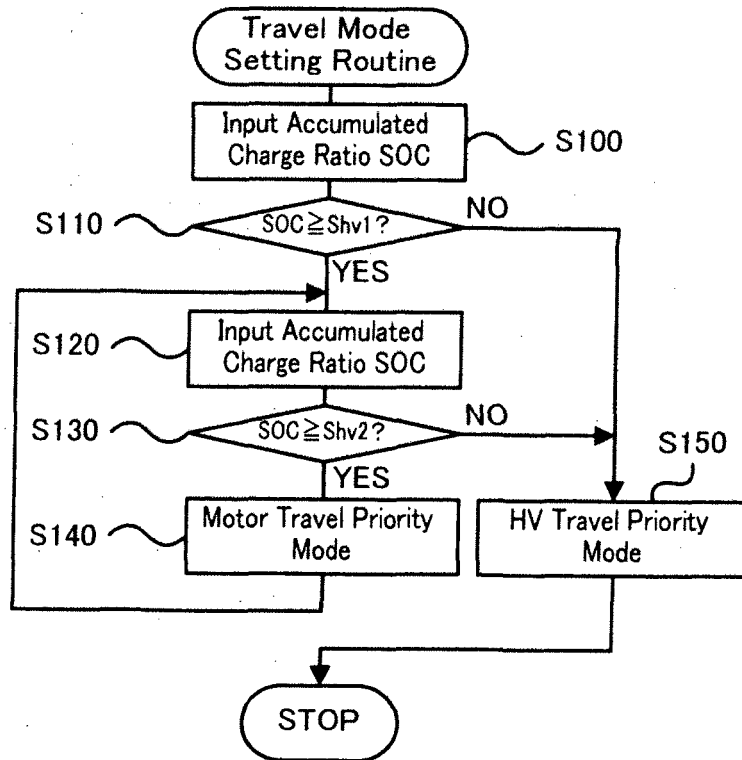 Travel Mode
Setting Routine
Input Accumulated
Charge Ratio SOC
S100
S110
SOC≧Shv1?
NO
YES
S120
Input Accumulated
Charge Ratio SOC
S130
SOC≧Shv2?
NO
YES
S150
S140
Motor Travel Priority
Mode
HV Travel Priority
Mode
STOP